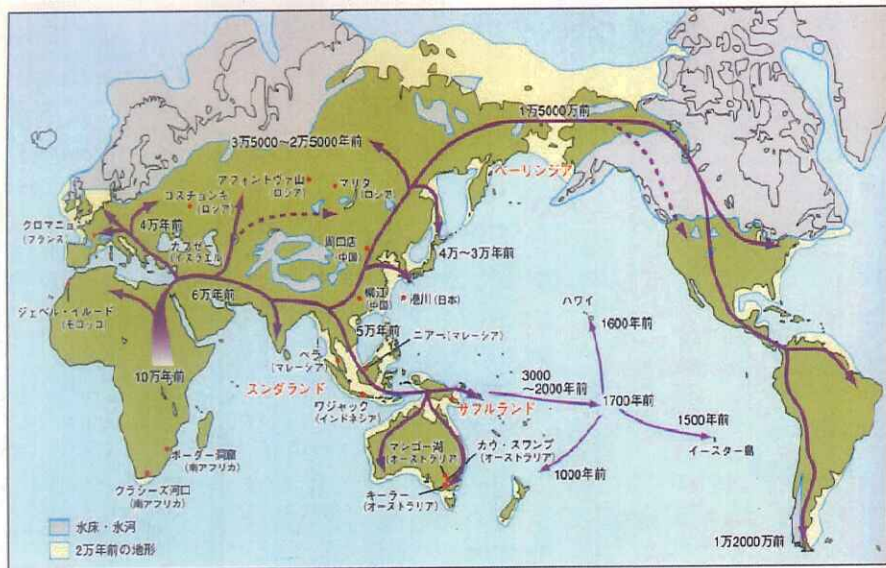 1万5000万前
3万5000〜2万5000年前
ベーリンジア
アフォントヴァ山
(ロシア)
マリタ
(ロシア)
コスチョンキ
(ロシア)
クロマニョン
(フランス)
4万年前
カフゼー
(イスラエル)
周口店
(中国)
4万〜3万年前
6万年前
柳江
(中国)
港川(日本)
ハワイ
ジェベル・イルード
(モロッコ)
5万年前
ニアー(マレーシア)
1600年前
10万年前
ペラ
(マレーシア)
スンダランド
3000
〜2000年前
ワジャック
(インドネシア)
サフルランド
1700年前
1500年前
イースター島
マンゴー湖
(オーストラリア)
カウ・スワンプ
(オーストラリア)
1000年前
ボーダー洞窟
(南アフリカ)
クラシーズ河口
(南アフリカ)
キーラー
(オーストラリア)
氷床・氷河
2万年前の地形
1万2000万前